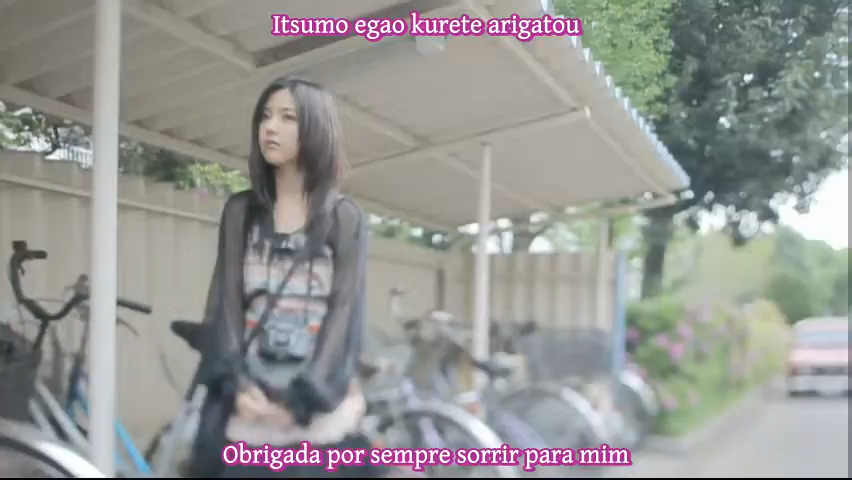 Itsumo egao kurete arigatou
Obrigada por sempre sorrir para mim